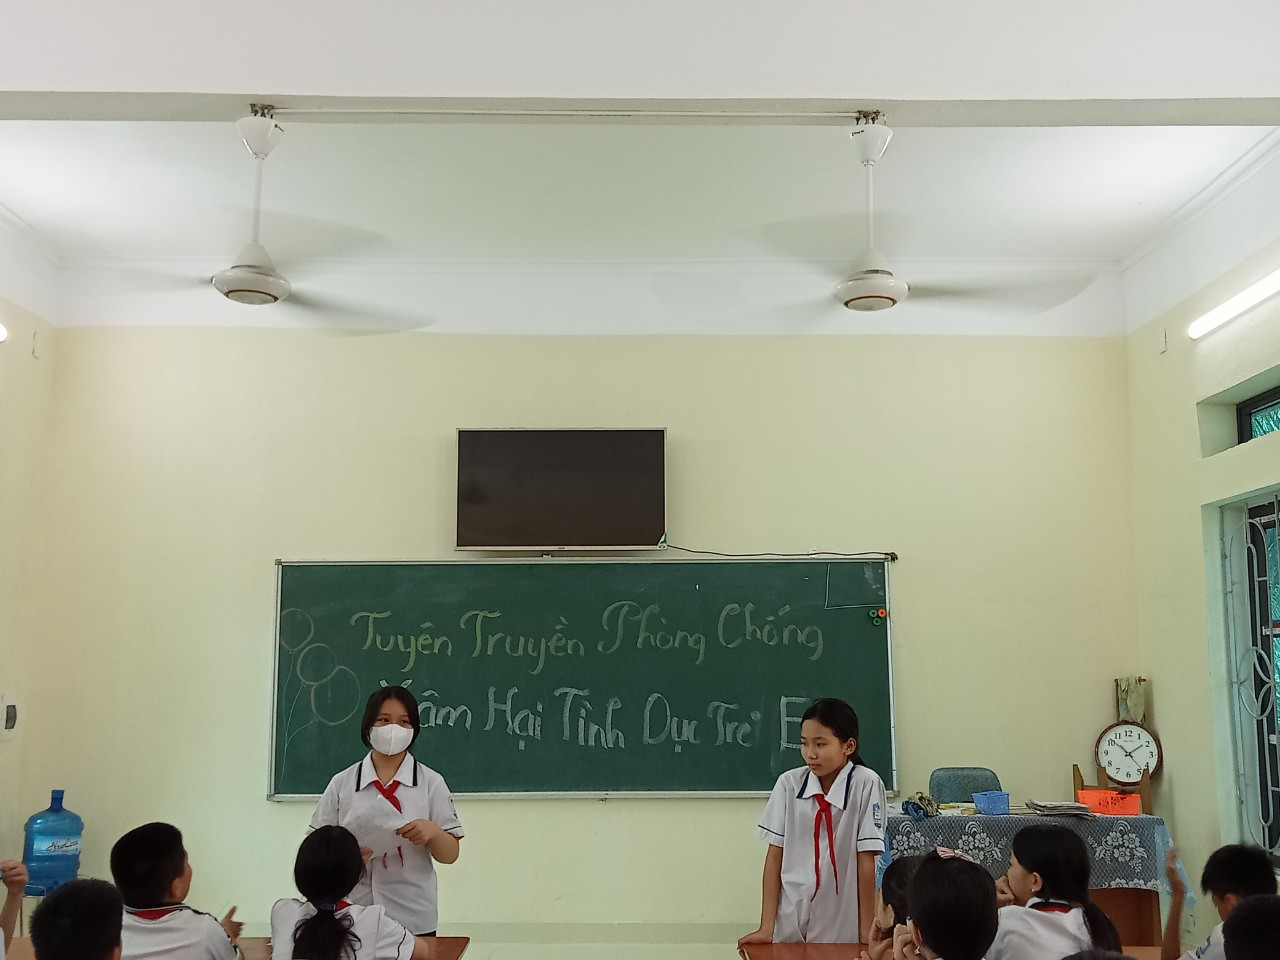 Tuyên Truyền Phòng Chống
Xâm Hại Tình Dục Trẻ E